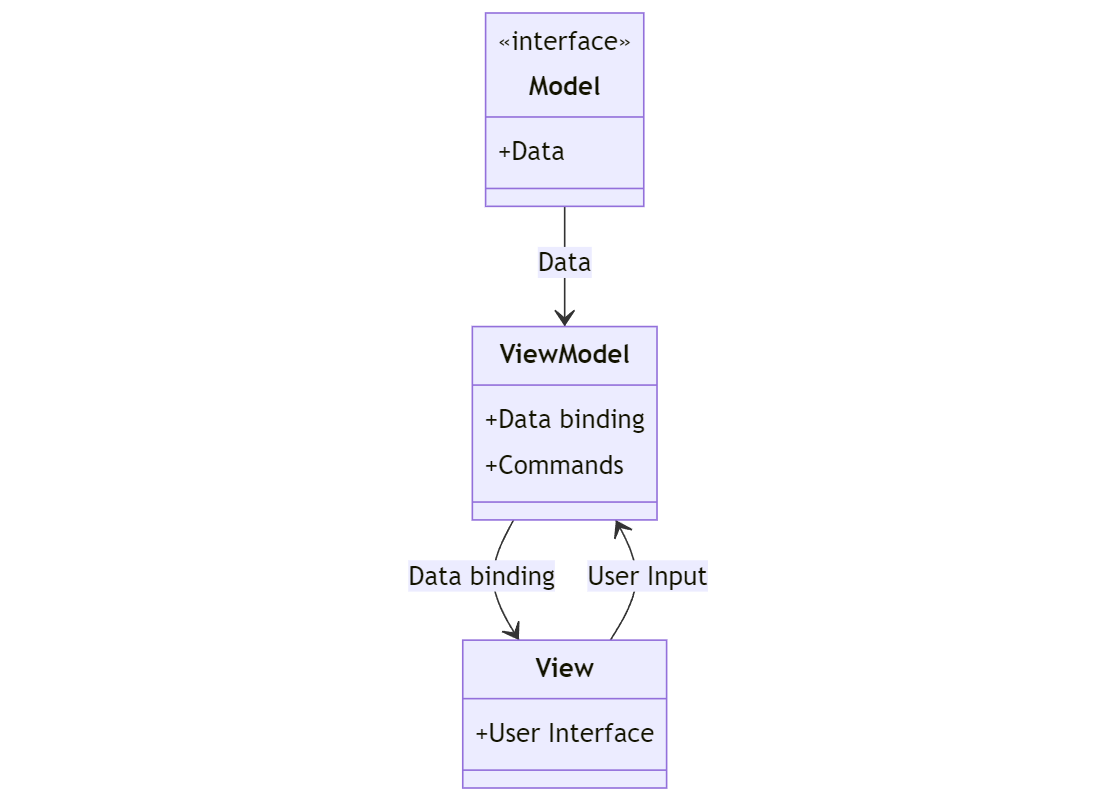 «interface»
Model
+Data
Data
ViewModel
+Data binding
+Commands
Data binding
User Input
View
+User Interface